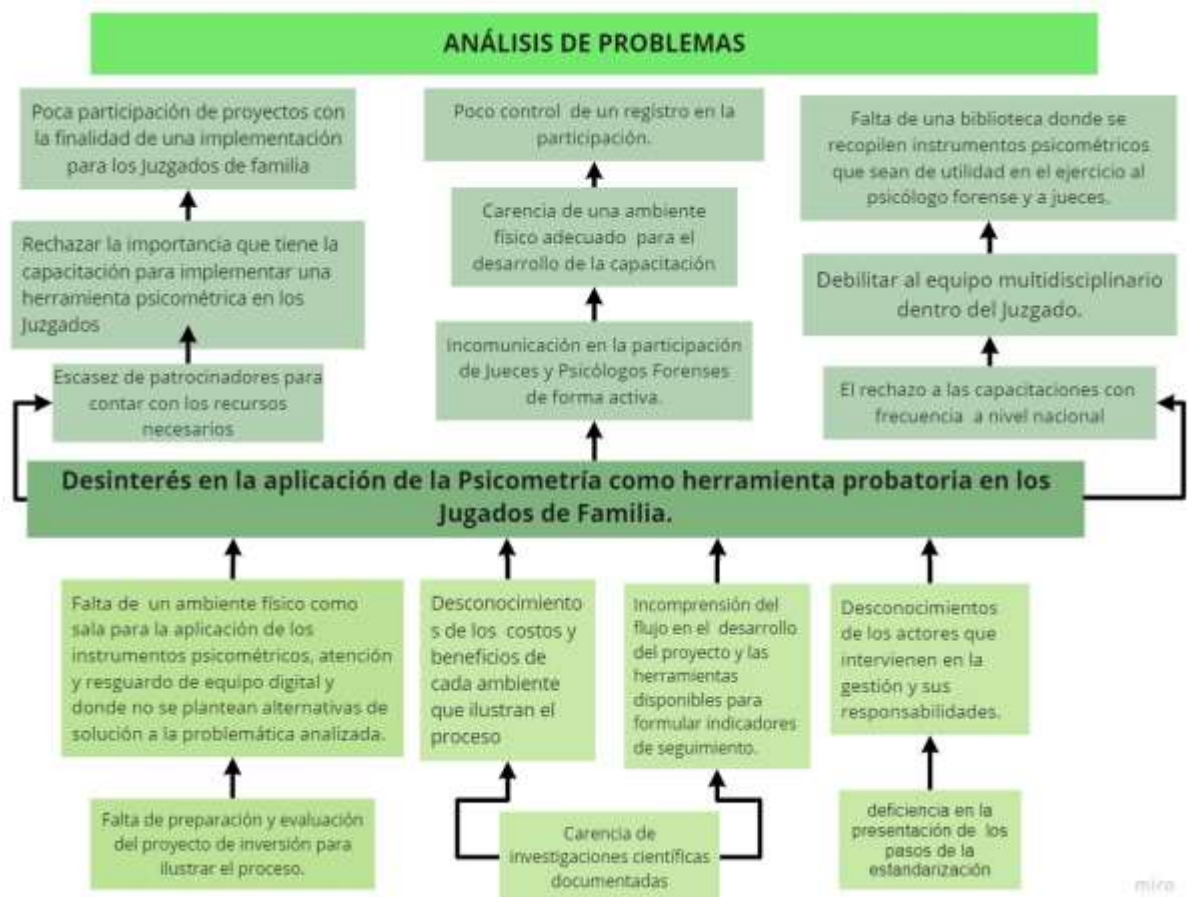 ANÁLISIS DE PROBLEMAS
Poca participación de proyectos con
la finalidad de una implementación
para los Juzgados de familia
Poco control de un registro en la
participación.
Falta de una biblioteca donde se
recopilen instrumentos psicométricos
que sean de utilidad en el ejercicio al
psicólogo forense y a jueces.
Rechazar la importancia que tiene la
capacitación para implementar una
herramienta psicométrica en los
Juzgados
Carencia de una ambiente
físico adecuado para el
desarrollo de la capacitación
Debilitar al equipo multidisciplinario
dentro del Juzgado.
Escasez de patrocinadores para
contar con los recursos
necesarios
Incomunicación en la participación
de Jueces y Psicólogos Forenses
de forma activa.
El rechazo a las capacitaciones con
frecuencia a nivel nacional
Desinterés en la aplicación de la Psicometría como herramienta probatoria en los
Jugados de Familia.
Falta de un ambiente físico como
sala para la aplicación de los
instrumentos psicométricos, atención
y resguardo de equipo digital y
donde no se plantean alternativas de
solución a la problemática analizada.
Desconocimiento
s de los costos y
beneficios de
cada ambiente
que ilustran el
proceso
Incomprensión del
flujo en el desarrollo
del proyecto y las
herramientas
disponibles para
formular indicadores
de seguimiento.
Desconocimientos
de los actores que
intervienen en la
gestión y sus
responsabilidades.
Falta de preparación y evaluación
del proyecto de inversión para
ilustrar el proceso.
Carencia de
investigaciones científicas
documentadas
deficiencia en la
presentación de los
pasos de la
estandarización
miro